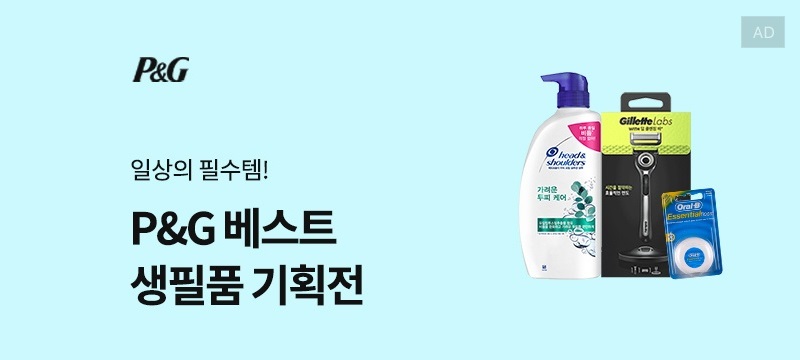 AD
P&G
일상의 필수템!
P&G 베스트
생필품 기획전
head&
shoulders
가려운
두피 케어
GilletteLabs
Oral-B
Essentialfloss